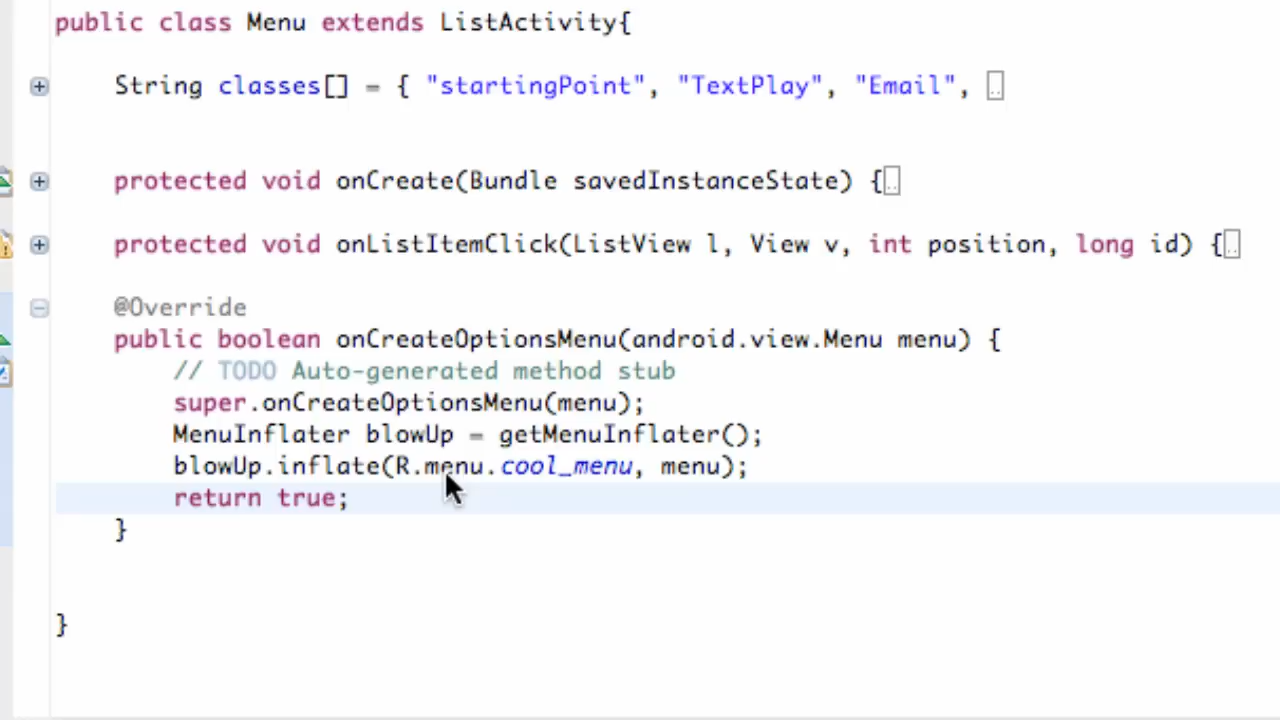 public class Menu extends ListActivity{
String classes[] = { "startingPoint", "TextPlay", "Email", ..
protected void onCreate(Bundle savedInstanceState) {..
protected void onListItemClick(ListView l, View v, int position, long id) {..
@Override
public boolean onCreateOptionsMenu(android.view.Menu menu) {
// TODO Auto-generated method stub
super.onCreateOptionsMenu(menu);
MenuInflater blowUp = getMenuInflater();
blowUp.inflate(R.menu.cool_menu, menu);
return true;
}
}